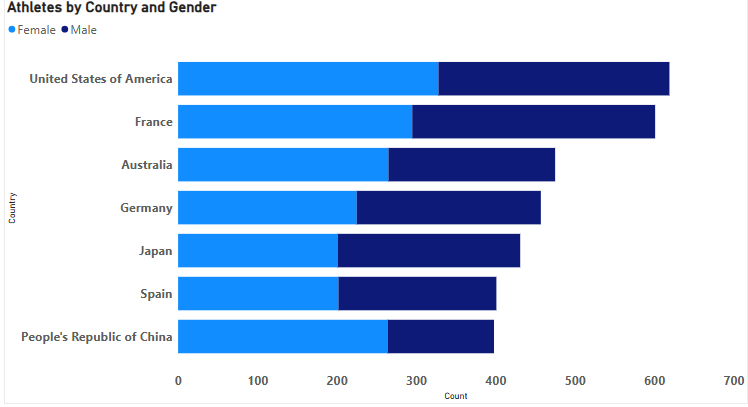 Athletes by Country and Gender
Female Male
United States of America
France
Australia
Germany
Japan
Spain
People's Republic of China
Country
0 100 200 300 400 500 600 700
Count